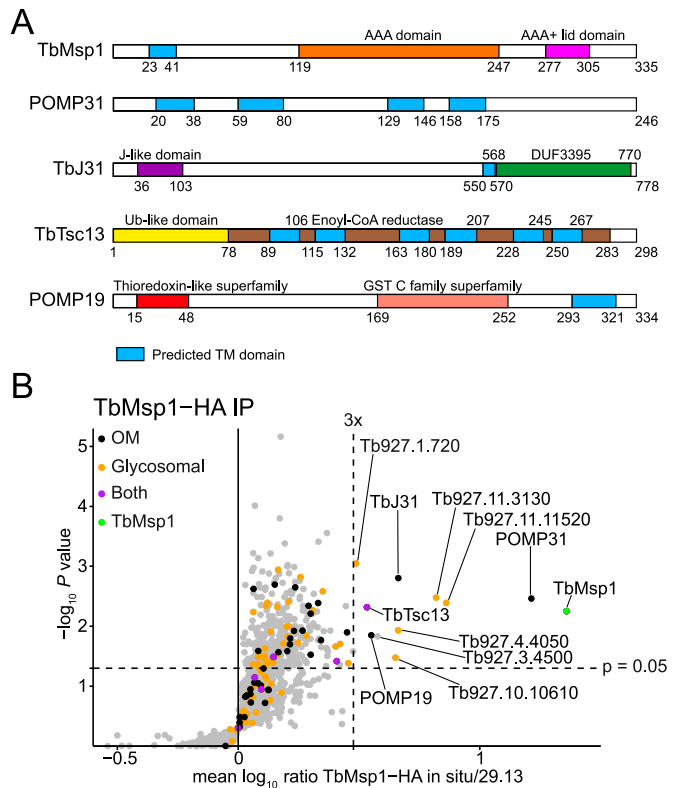 A
TbMsp1
AAA domain
AAA+ lid domain
23 41 119 247 277 305 335
POMP31
20 38 59 80 129 146 158 175 246
TbJ31
J-like domain
568 DUF3395 770
36 103 550 570 778
TbTsc13
Ub-like domain
106 Enoyl-CoA reductase 207 245 267
1 78 89 115 132 163 180 189 228 250 283 298
POMP19
Thioredoxin-like superfamily
GST C family superfamily
15 48 169 252 293 321 334
Predicted TM domain
B
TbMsp1−HA IP
3x
OM
Glycosomal
Both
TbMsp1
Tb927.1.720
TbJ31
Tb927.11.3130
Tb927.11.11520
POMP31
TbMsp1
TbTsc13
Tb927.4.4050
Tb927.3.4500
POMP19
Tb927.10.10610
p = 0.05
5
4
3
2
1
−log10 P value
−0.5 0 1
mean log10 ratio TbMsp1−HA in situ/29.13